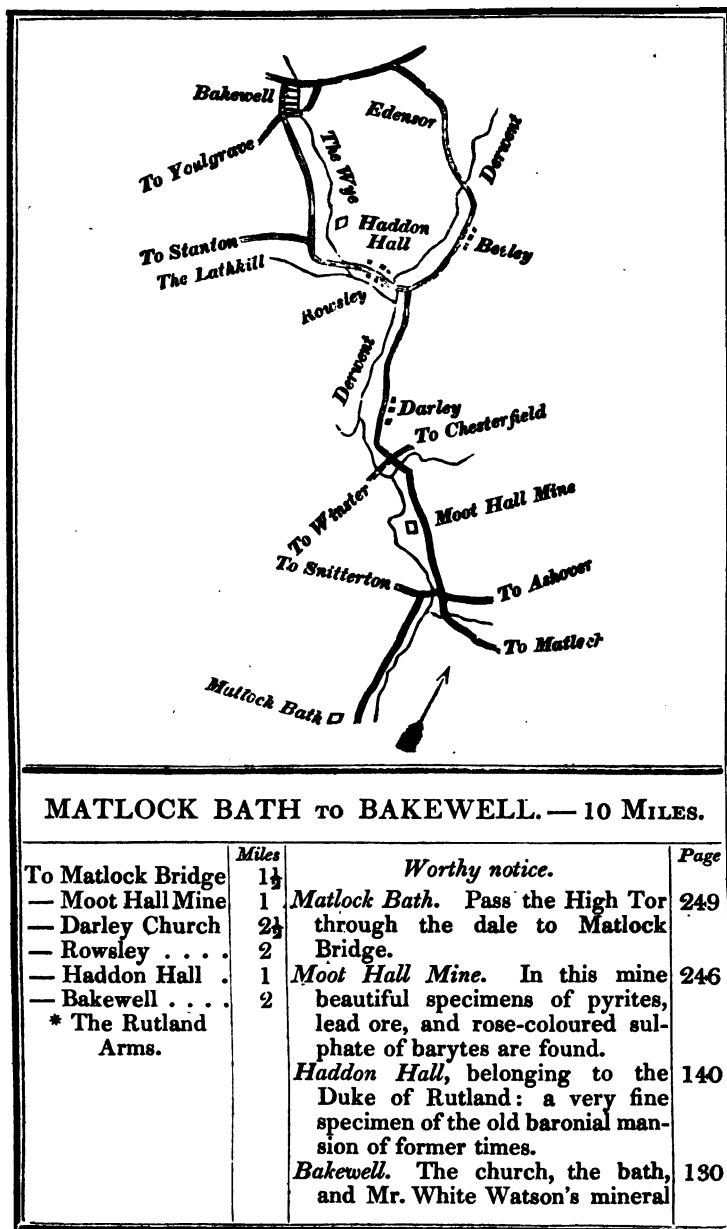 Bakewell
Edensor
Derwent
To Youlgrave
The Wye
Haddon
Hall
To Stanton
The Lathkill
Betley
Rowsley
Derwent
Darley
To Chesterfield
To Winster
Moot Hall Mine
To Snitterton
To Ashover
To Matlock
Matlock Bath
MATLOCK BATH TO BAKEWELL.—10 MILES.
Miles
To Matlock Bridge 1½
— Moot Hall Mine 1
— Darley Church 2½
— Rowsley . . . . 2
— Haddon Hall . 1
— Bakewell . . . . 2
* The Rutland
Arms.
Worthy notice.
Page
Matlock Bath. Pass the High Tor 249
through the dale to Matlock
Bridge.
Moot Hall Mine. In this mine 246
beautiful specimens of pyrites,
lead ore, and rose-coloured sul-
phate of barytes are found.
Haddon Hall, belonging to the 140
Duke of Rutland: a very fine
specimen of the old baronial man-
sion of former times.
Bakewell. The church, the bath, 130
and Mr. White Watson's mineral